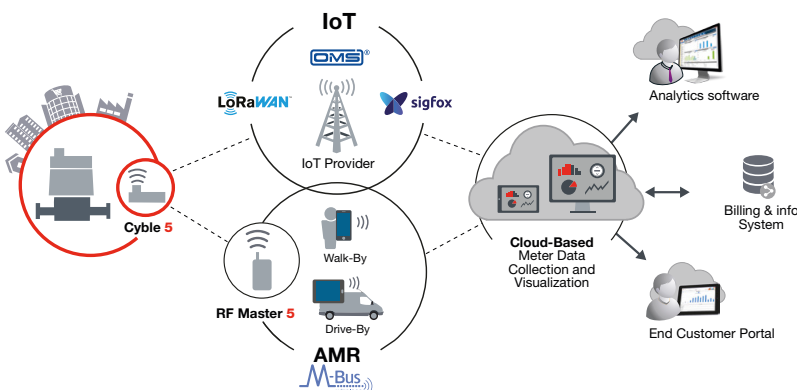 IoT
OMS®
LoRaWAN™
sigfox
IoT Provider
Cyble 5
RF Master 5
Walk-By
Drive-By
AMR
M-Bus
Cloud-Based
Meter Data
Collection and
Visualization
Analytics software
Billing & info
System
End Customer Portal